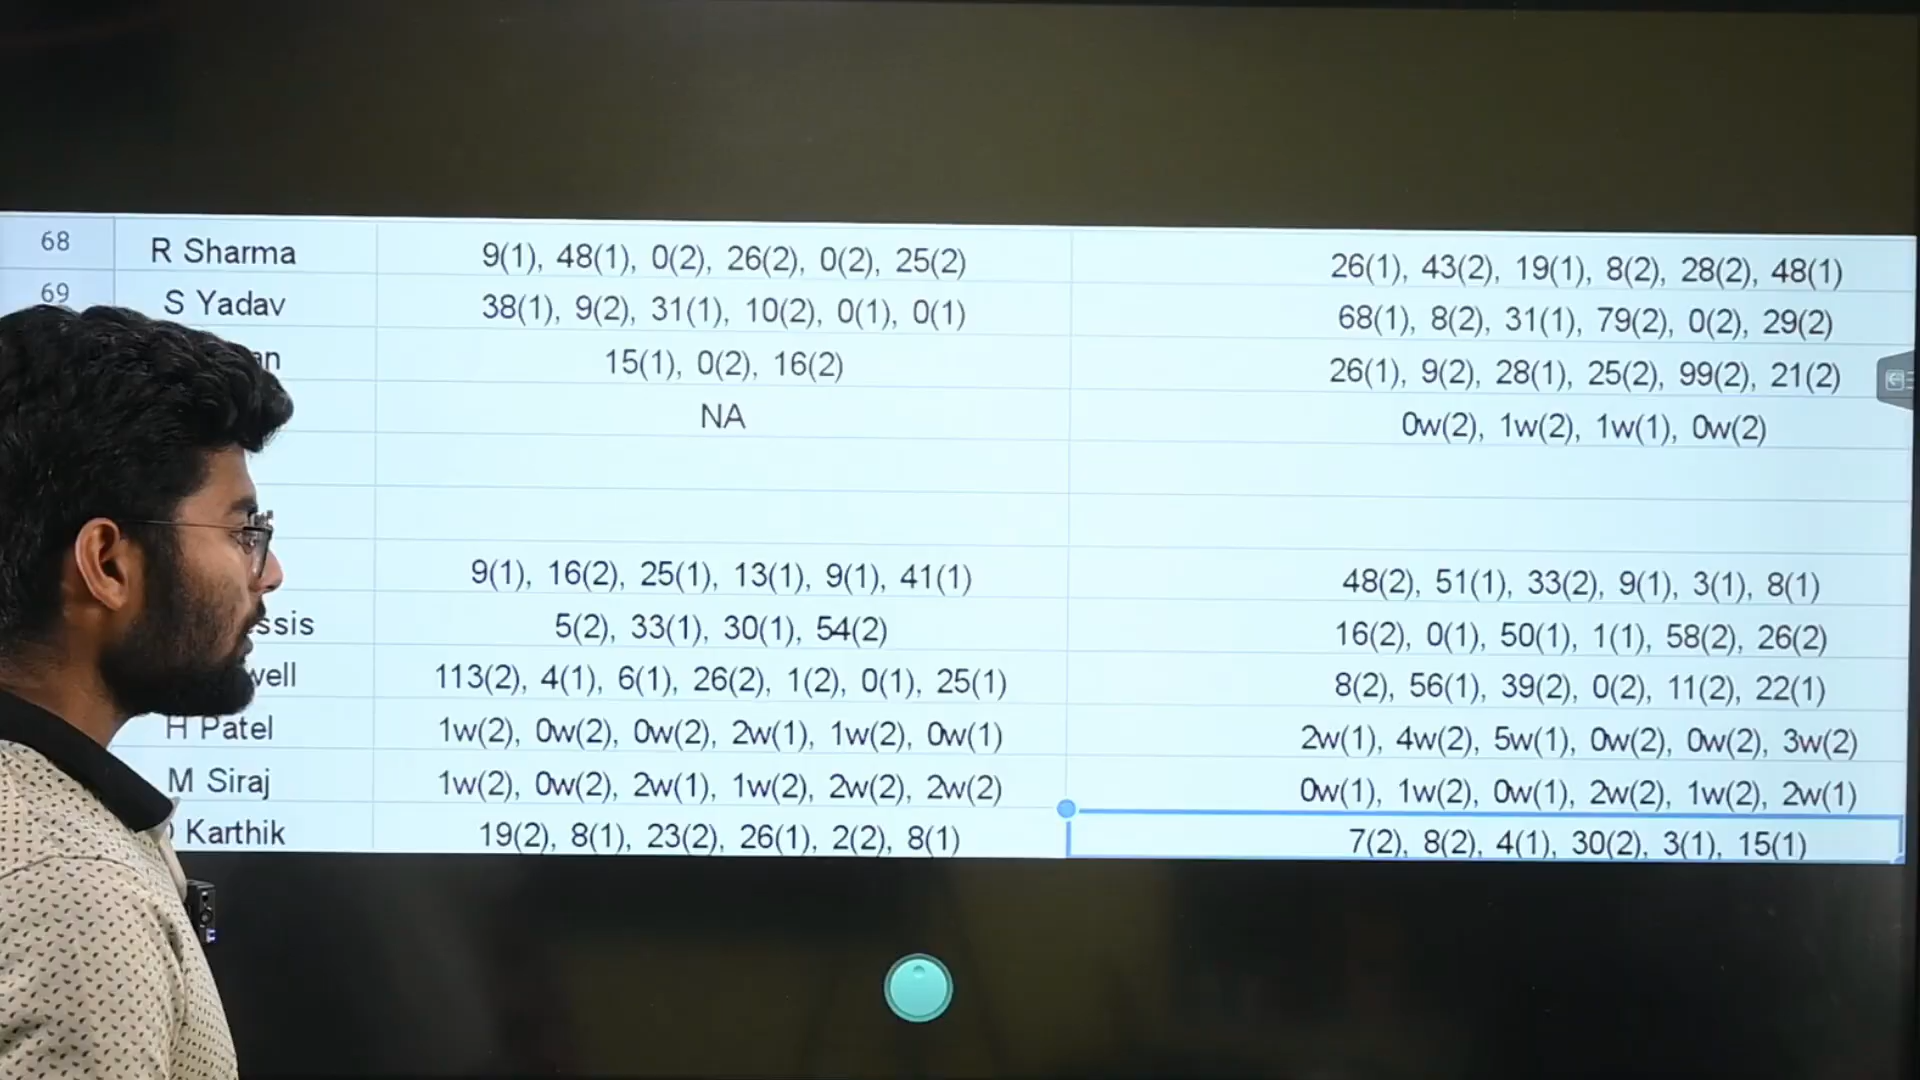 68 R Sharma 9(1), 48(1), 0(2), 26(2), 0(2), 25(2) 26(1), 43(2), 19(1), 8(2), 28(2), 48(1)
69 S Yadav 38(1), 9(2), 31(1), 10(2), 0(1), 0(1) 68(1), 8(2), 31(1), 79(2), 0(2), 29(2)
an 15(1), 0(2), 16(2) 26(1), 9(2), 28(1), 25(2), 99(2), 21(2)
NA 0w(2), 1w(2), 1w(1), 0w(2)
9(1), 16(2), 25(1), 13(1), 9(1), 41(1) 48(2), 51(1), 33(2), 9(1), 3(1), 8(1)
ssis 5(2), 33(1), 30(1), 54(2) 16(2), 0(1), 50(1), 1(1), 58(2), 26(2)
well 113(2), 4(1), 6(1), 26(2), 1(2), 0(1), 25(1) 8(2), 56(1), 39(2), 0(2), 11(2), 22(1)
H Patel 1w(2), 0w(2), 0w(2), 2w(1), 1w(2), 0w(1) 2w(1), 4w(2), 5w(1), 0w(2), 0w(2), 3w(2)
M Siraj 1w(2), 0w(2), 2w(1), 1w(2), 2w(2), 2w(2) 0w(1), 1w(2), 0w(1), 2w(2), 1w(2), 2w(1)
Karthik 19(2), 8(1), 23(2), 26(1), 2(2), 8(1) 7(2), 8(2), 4(1), 30(2), 3(1), 15(1)